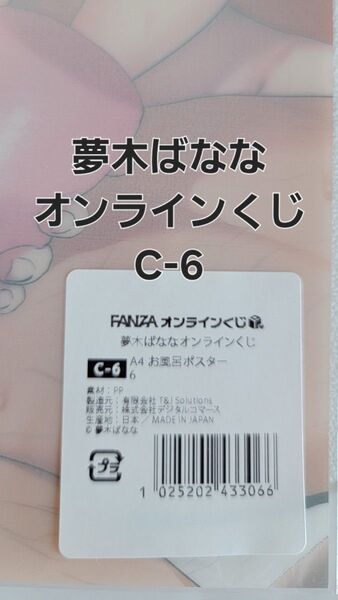 夢木ばなな
オンラインくじ
C-6
FANZA オンラインくじ
夢木ばななオンラインくじ
C-6 A4 お風呂ポスター
6
素材：PP
製造元：有限会社 T&J Solutions
販売元：株式会社デジタルコマース
生産地：日本 / MADE IN JAPAN
© 夢木ばなな
プラ
1 025202 433066